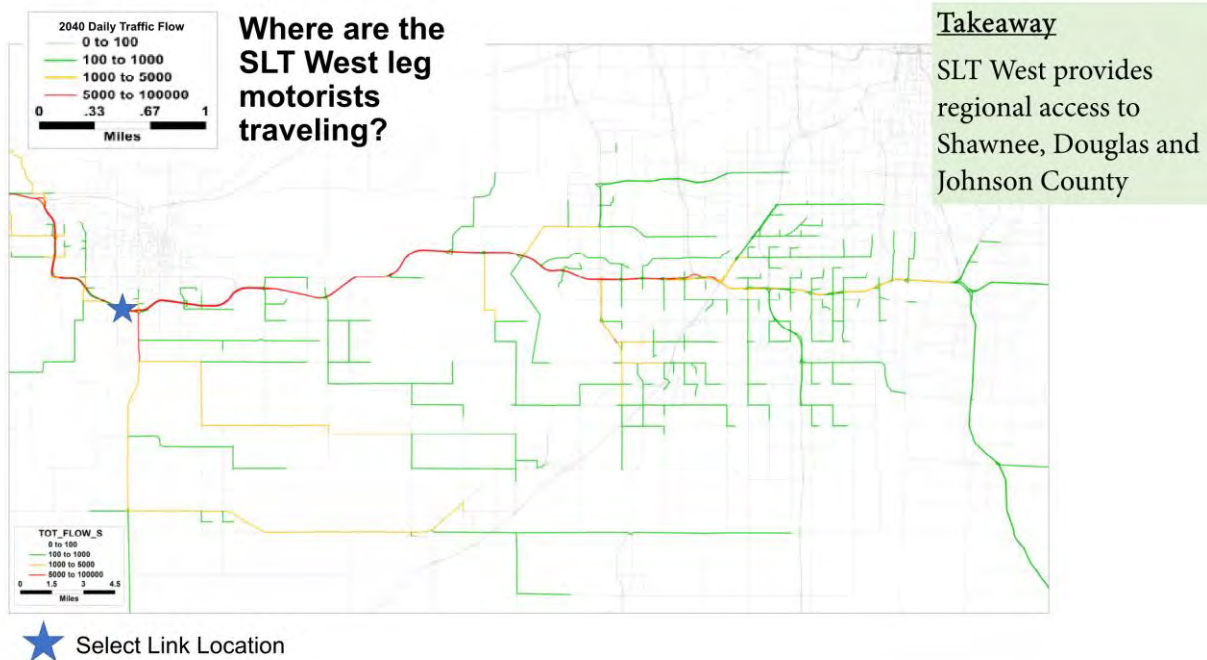 2040 Daily Traffic Flow
0 to 100
100 to 1000
1000 to 5000
5000 to 100000
0 .33 .67 1
Miles
Where are the
SLT West leg
motorists
traveling?
Takeaway
SLT West provides
regional access to
Shawnee, Douglas and
Johnson County
TOT_FLOW_S
0 to 100
100 to 1000
1000 to 5000
5000 to 100000
0 1.5 3 4.5
Miles
Select Link Location